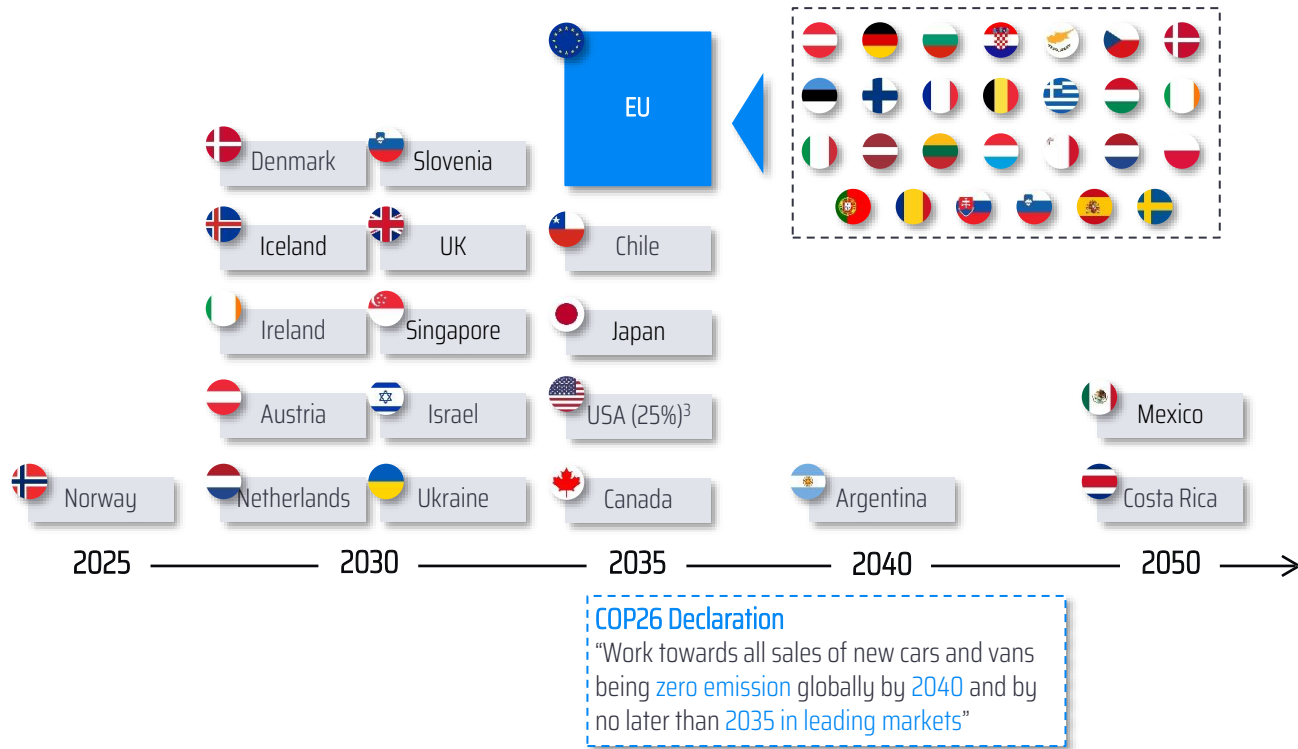 EU
Denmark
Slovenia
Iceland
UK
Chile
Ireland
Singapore
Japan
Austria
Israel
USA (25%)³
Mexico
Norway
Netherlands
Ukraine
Canada
Argentina
Costa Rica
2025
2030
2035
2040
2050
COP26 Declaration
“Work towards all sales of new cars and vans
being zero emission globally by 2040 and by
no later than 2035 in leading markets”